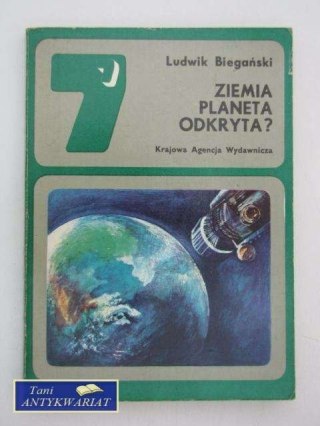 7
Ludwik Biegański
ZIEMIA
PLANETA
ODKRYTA?
Krajowa Agencja Wydawnicza
Tani
ANTYKWARIAT